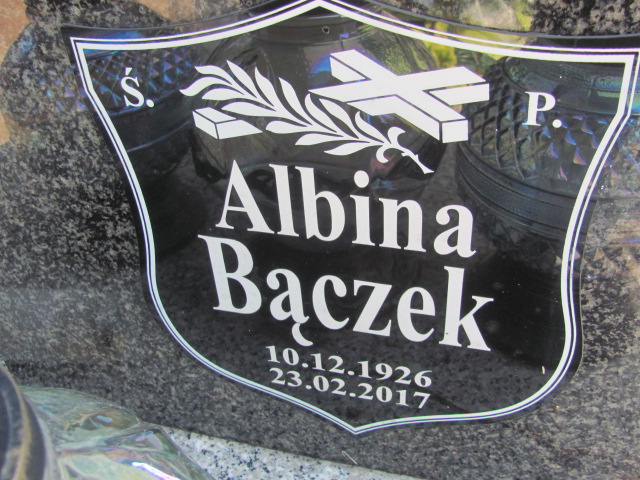 Ś. P.
Albina
Bączek
10.12.1926
23.02.2017